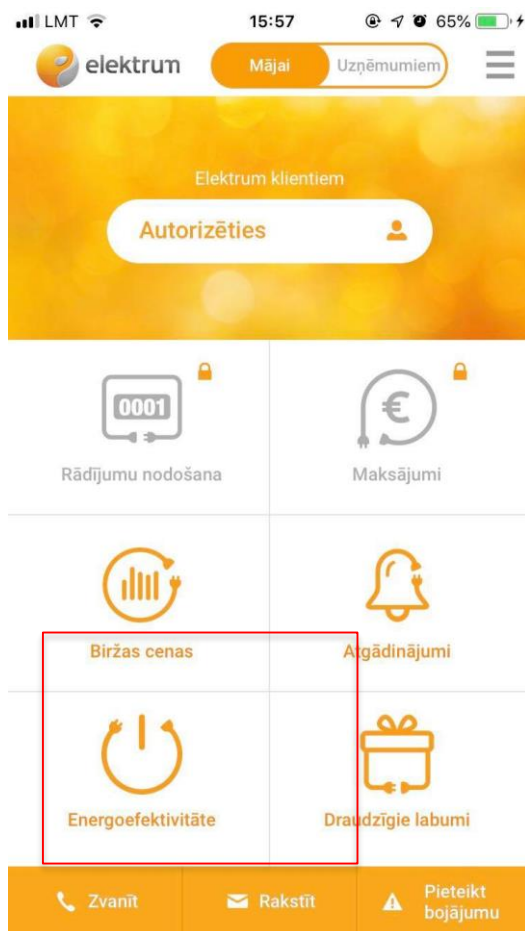 LMT 15:57 65%
elektrum Mājai Uzņēmumiem
Elektrum klientiem
Autorizēties
0001 €
Rādījumu nodošana Maksājumi
Biržas cenas Atgādinājumi
Energoefektivitāte Draudzīgie labumi
Zvanīt Rakstīt Pieteikt
bojājumu